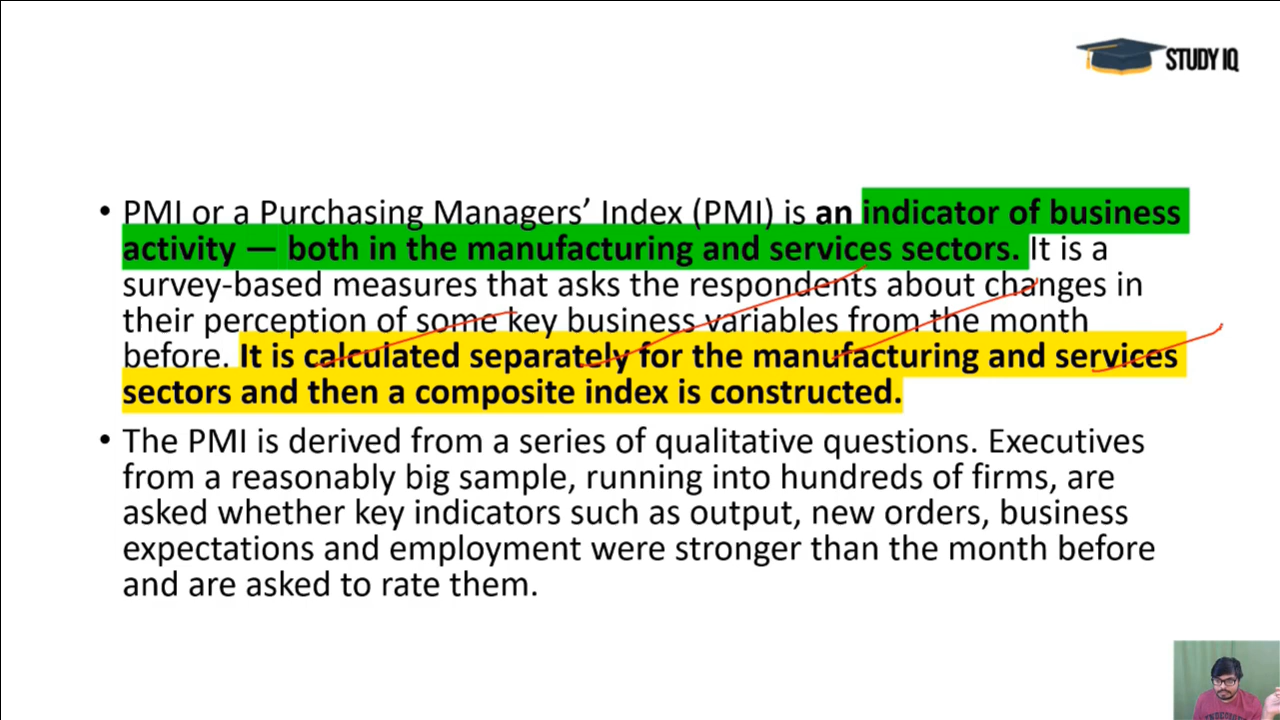 STUDY IQ
• PMI or a Purchasing Managers’ Index (PMI) is an indicator of business
activity — both in the manufacturing and services sectors. It is a
survey-based measures that asks the respondents about changes in
their perception of some key business variables from the month
before. It is calculated separately for the manufacturing and services
sectors and then a composite index is constructed.
• The PMI is derived from a series of qualitative questions. Executives
from a reasonably big sample, running into hundreds of firms, are
asked whether key indicators such as output, new orders, business
expectations and employment were stronger than the month before
and are asked to rate them.